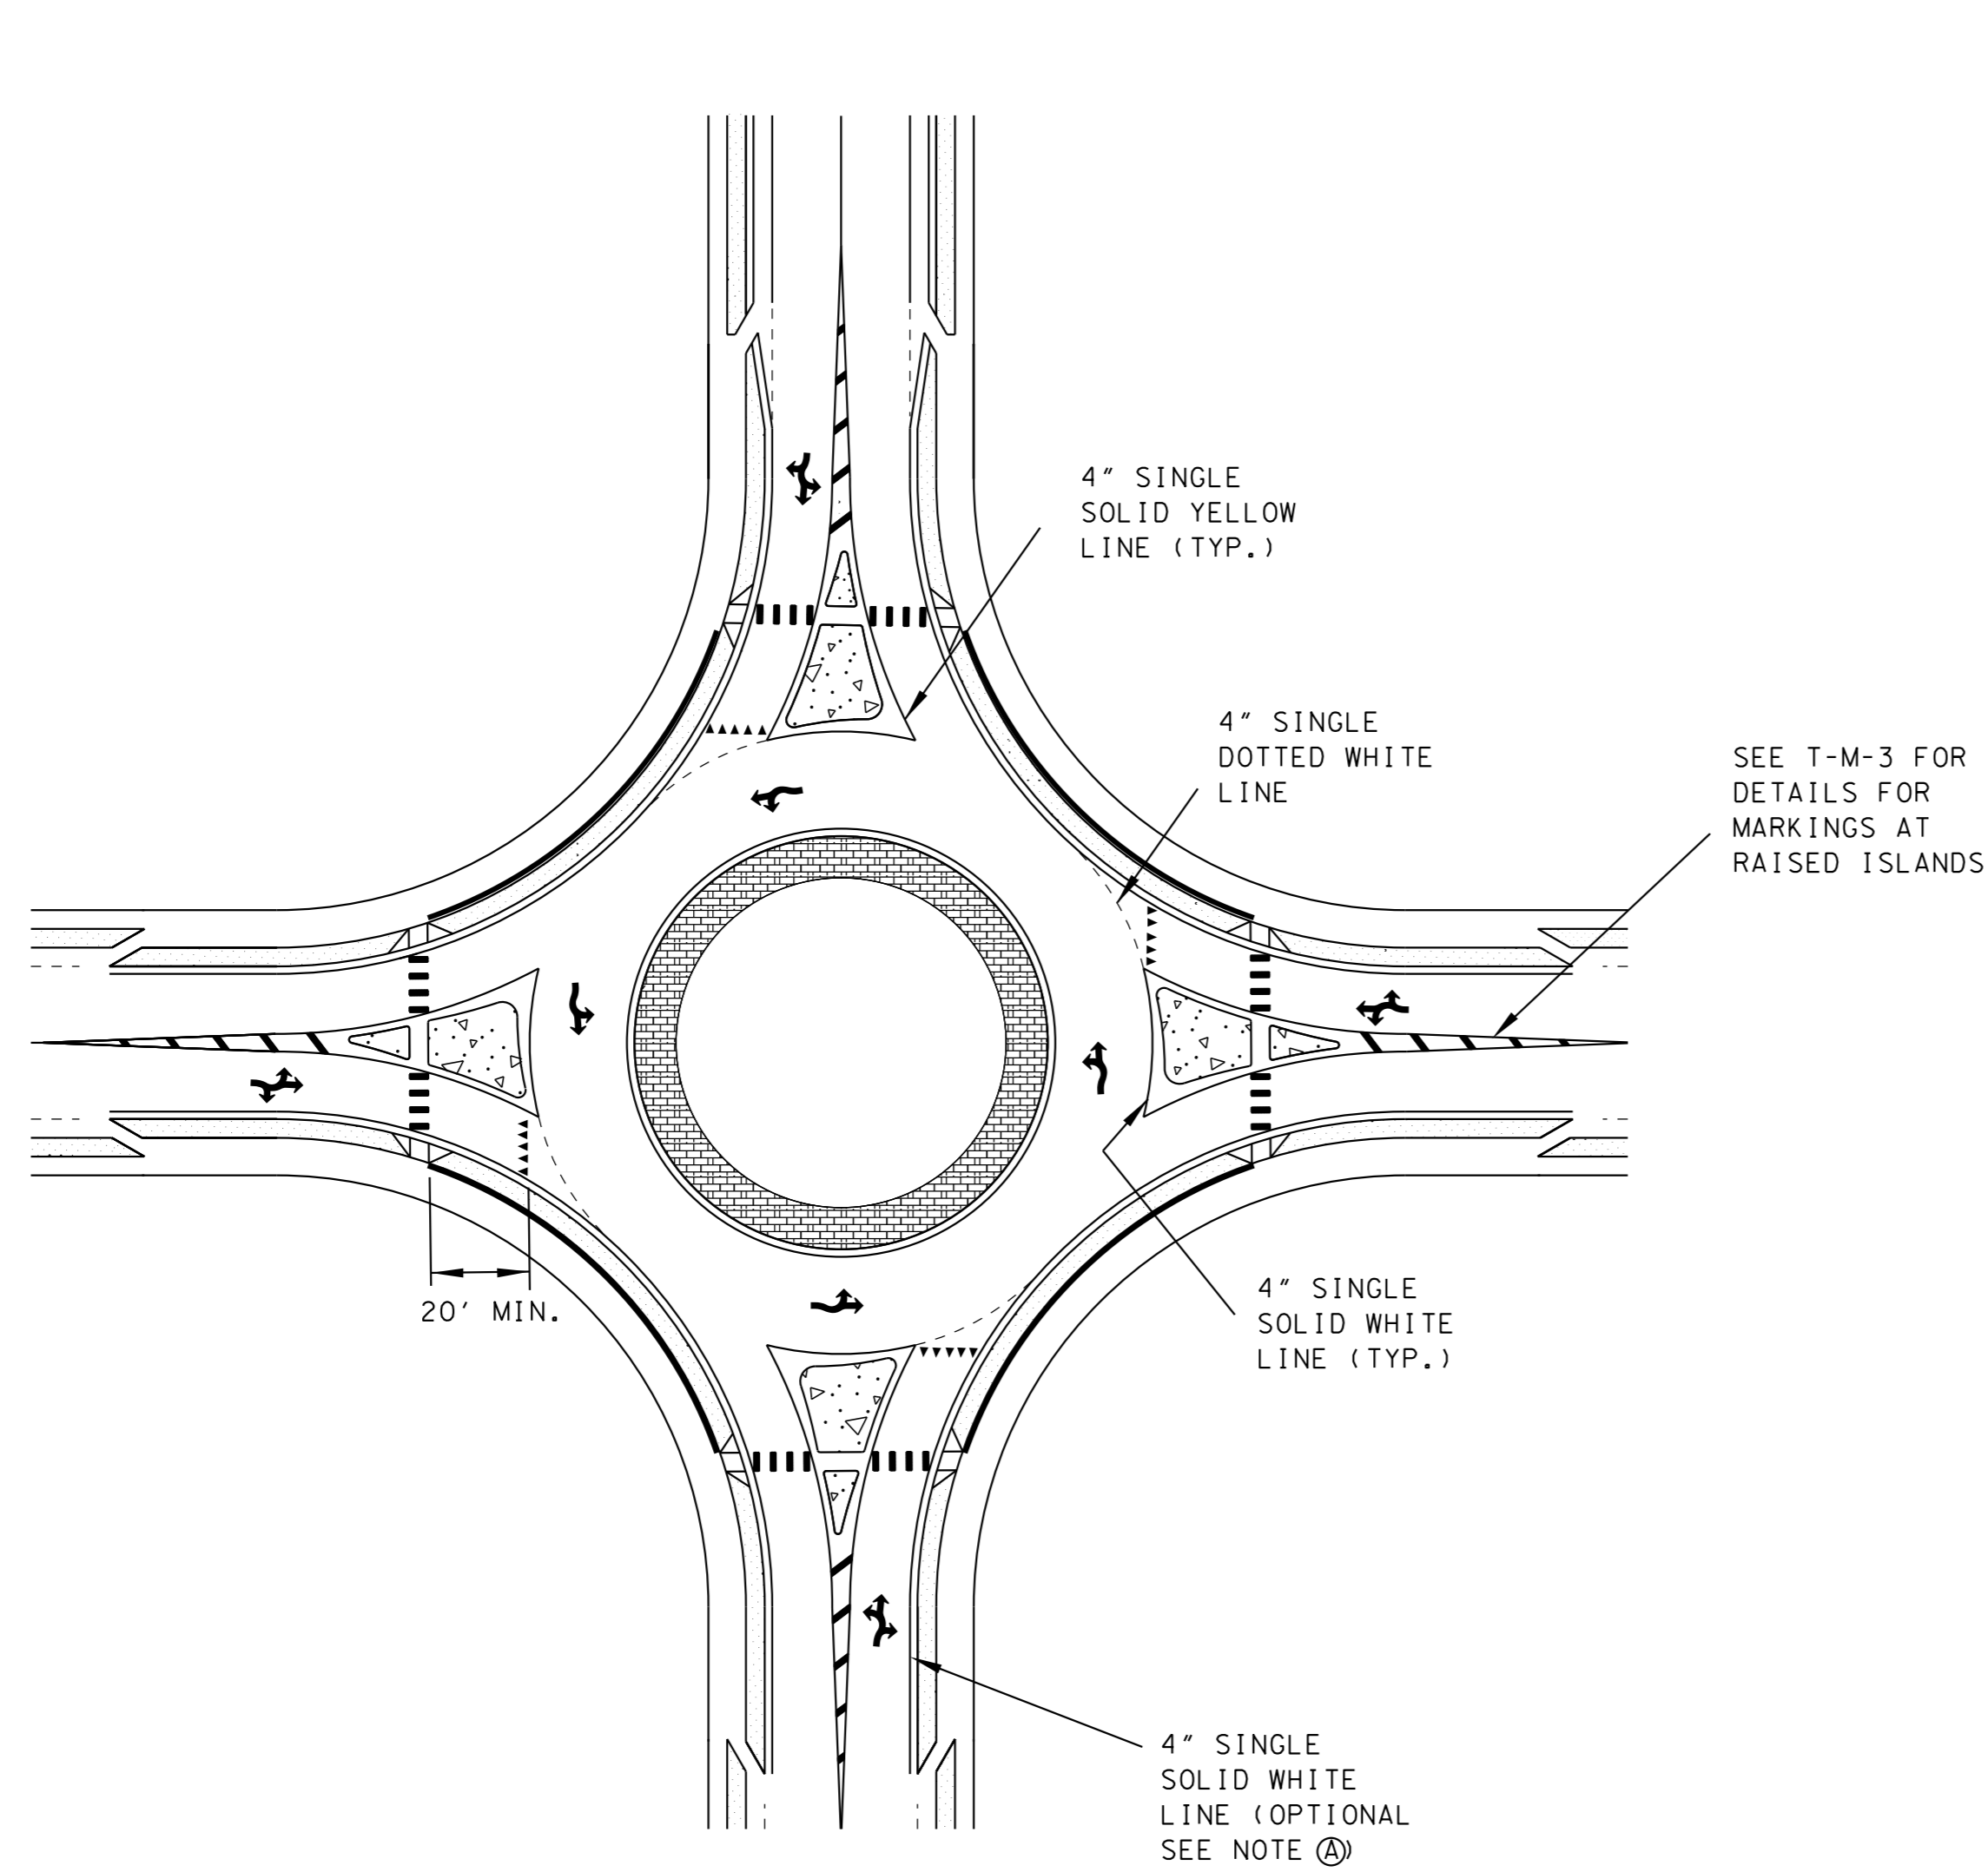 4" SINGLE
SOLID YELLOW
LINE (TYP.)
4" SINGLE
DOTTED WHITE
LINE
SEE T-M-3 FOR
DETAILS FOR
MARKINGS AT
RAISED ISLANDS
20' MIN.
4" SINGLE
SOLID WHITE
LINE (TYP.)
4" SINGLE
SOLID WHITE
LINE (OPTIONAL
SEE NOTE Ⓐ)